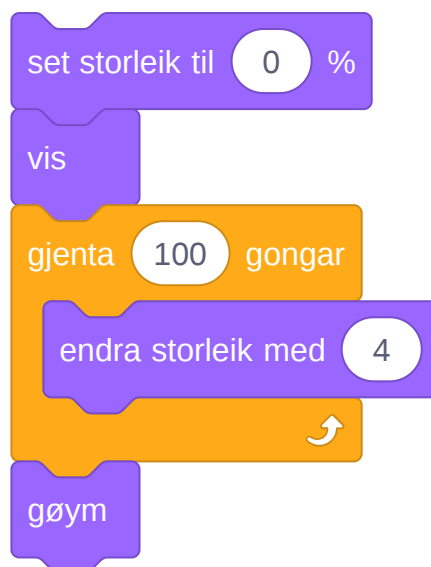 set storleik til 0 %
vis
gjenta 100 gongar
endra storleik med 4
gøym